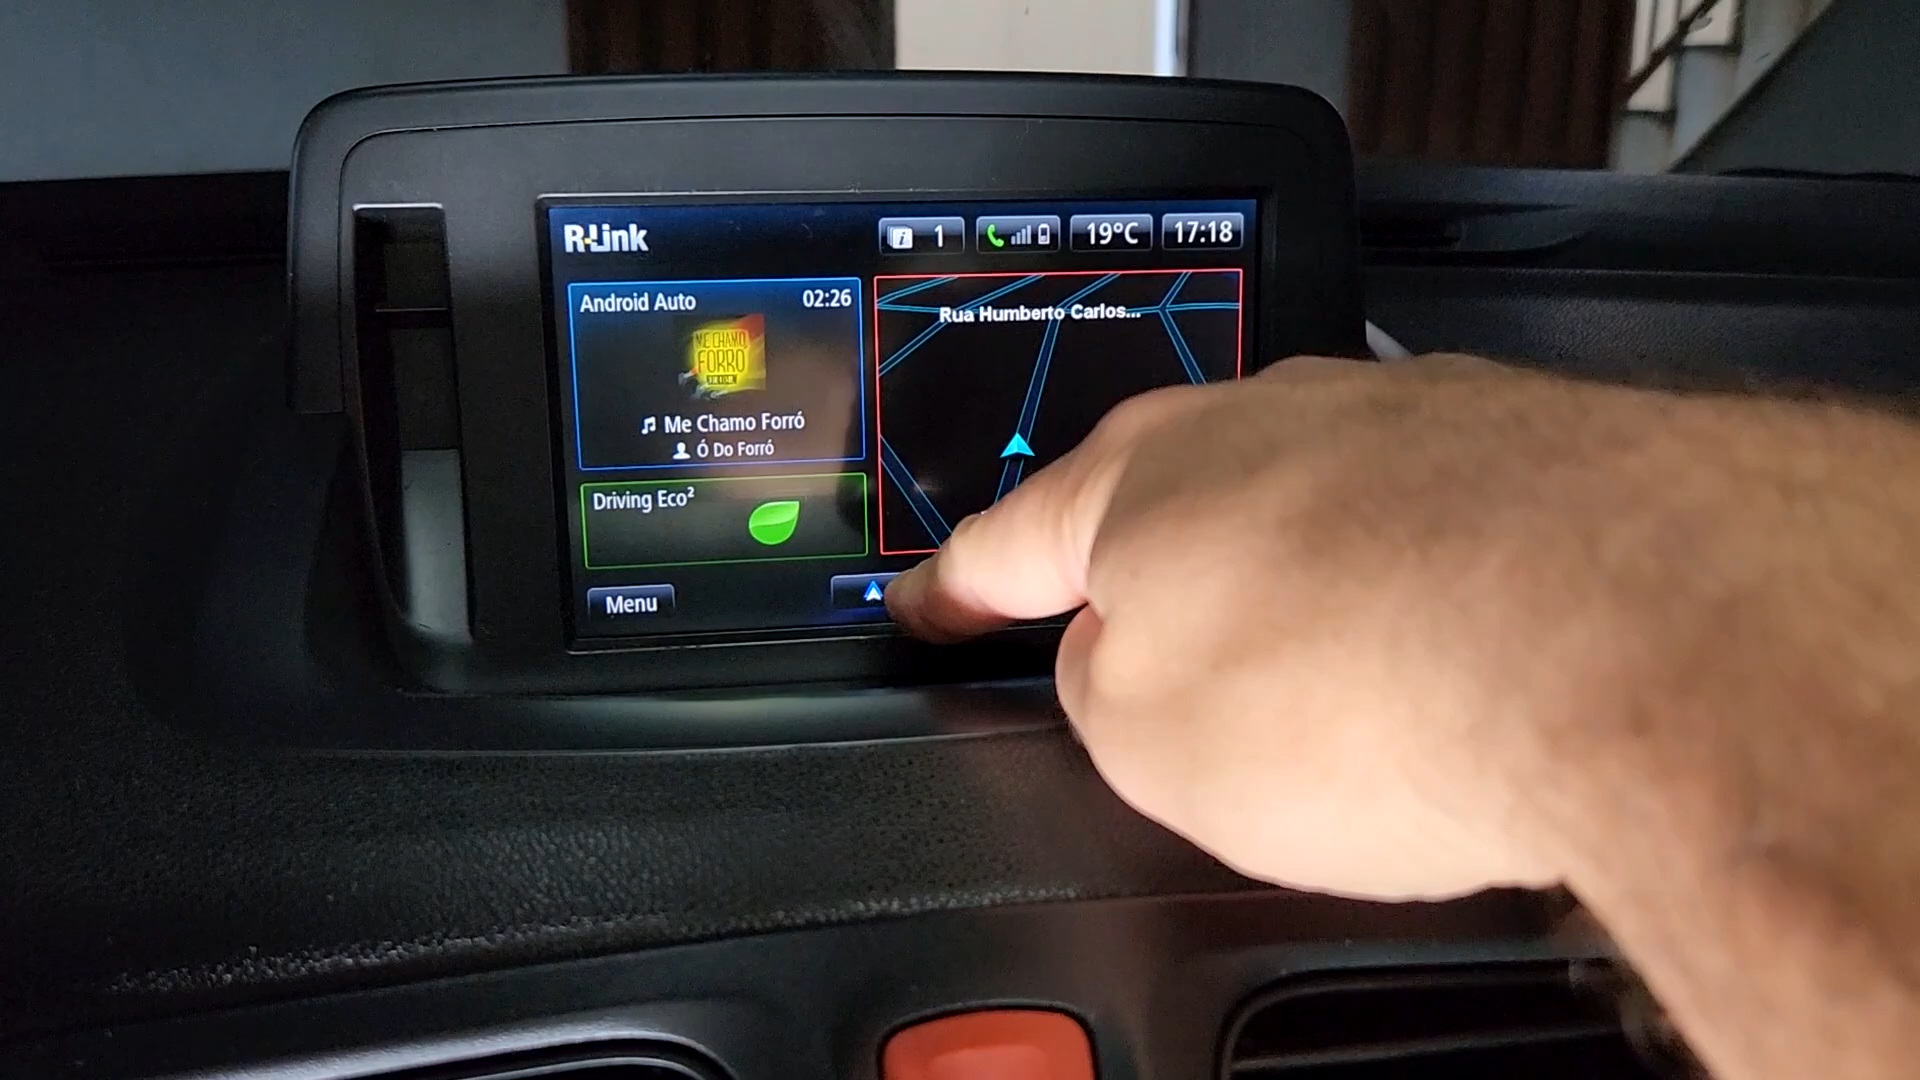 R-Link
1
19°C
17:18
Android Auto
02:26
ME CHAMO
FORRO
Me Chamo Forró
Ó Do Forró
Rua Humberto Carlos...
Driving Eco²
Menu